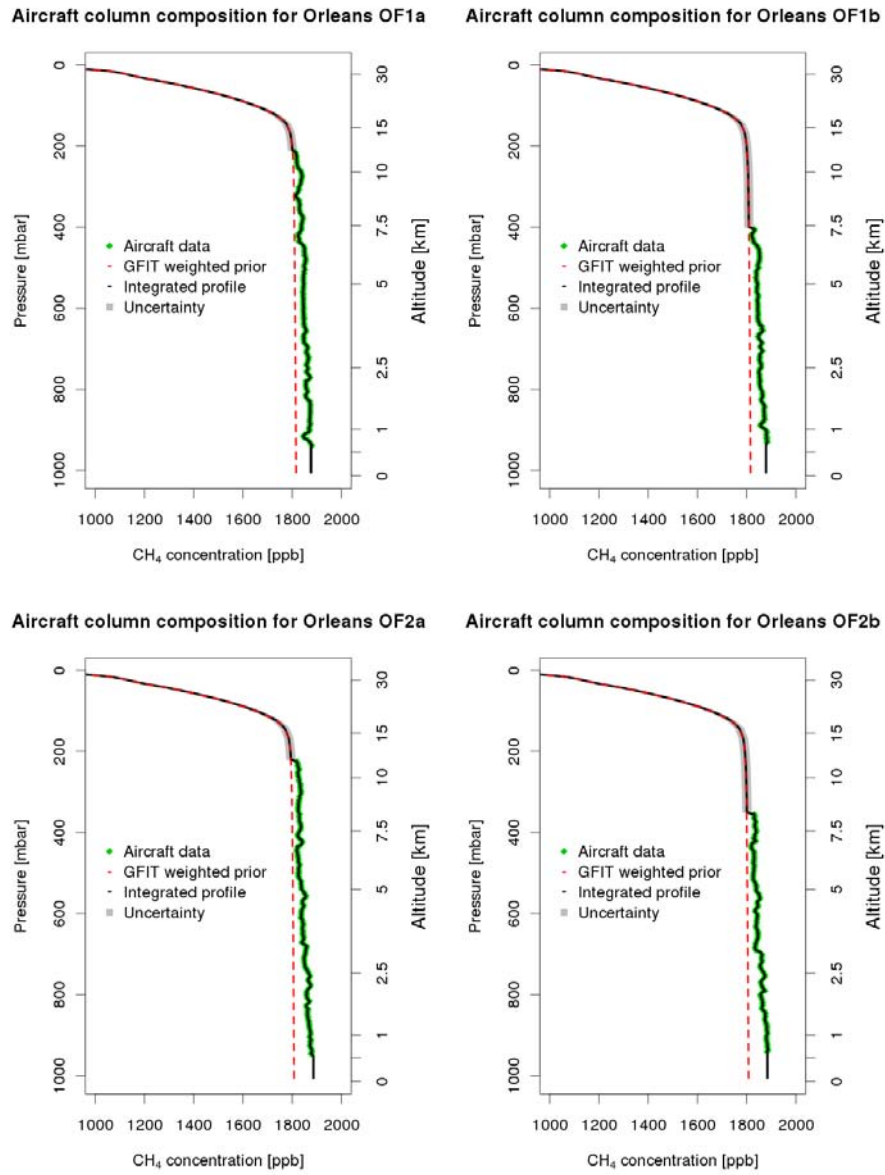 Aircraft column composition for Orleans OF1a
0
200
400
600
800
1000
Pressure [mbar]
30
15
10
7.5
5
2.5
1
0
Altitude [km]
Aircraft data
GFIT weighted prior
Integrated profile
Uncertainty
1000 1200 1400 1600 1800 2000
CH₄ concentration [ppb]
Aircraft column composition for Orleans OF1b
0
200
400
600
800
1000
Pressure [mbar]
30
15
10
7.5
5
2.5
1
0
Altitude [km]
Aircraft data
GFIT weighted prior
Integrated profile
Uncertainty
1000 1200 1400 1600 1800 2000
CH₄ concentration [ppb]
Aircraft column composition for Orleans OF2a
0
200
400
600
800
1000
Pressure [mbar]
30
15
10
7.5
5
2.5
1
0
Altitude [km]
Aircraft data
GFIT weighted prior
Integrated profile
Uncertainty
1000 1200 1400 1600 1800 2000
CH₄ concentration [ppb]
Aircraft column composition for Orleans OF2b
0
200
400
600
800
1000
Pressure [mbar]
30
15
10
7.5
5
2.5
1
0
Altitude [km]
Aircraft data
GFIT weighted prior
Integrated profile
Uncertainty
1000 1200 1400 1600 1800 2000
CH₄ concentration [ppb]